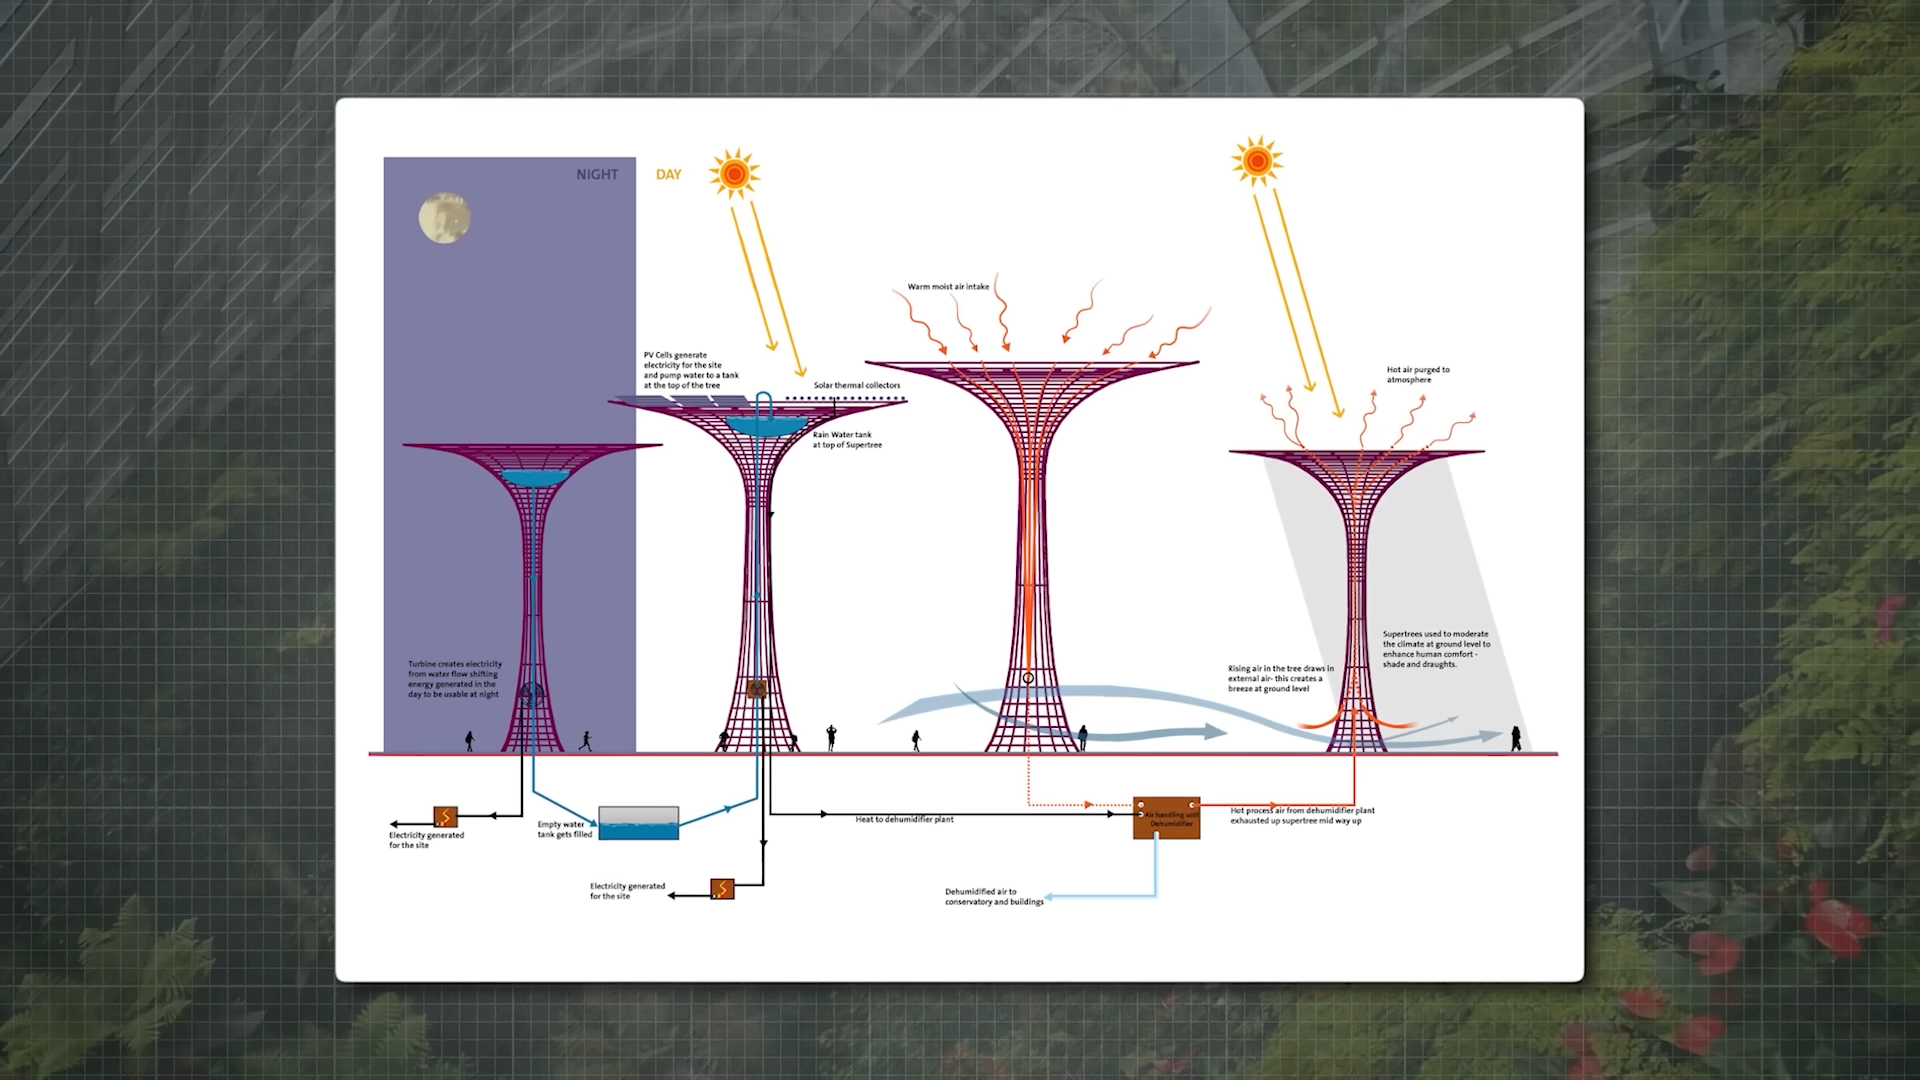 NIGHT
DAY
Warm moist air intake
PV Cells generate
electricity for the site
and pump water to a tank
at the top of the tree
Solar thermal collectors
Rain Water tank
at top of Supertree
Hot air purged to
atmosphere
Turbine creates electricity
from water flow shifting
energy generated in the
day to be usable at night
Rising air in the tree draws in
external air- this creates a
breeze at ground level
Supertrees used to moderate
the climate at ground level to
enhance human comfort -
shade and draughts.
Electricity generated
for the site
Empty water
tank gets filled
Heat to dehumidifier plant
Air handling unit
Dehumidifier
Hot process air from dehumidifier plant
exhausted up supertree mid way up
Electricity generated
for the site
Dehumidified air to
conservatory and buildings